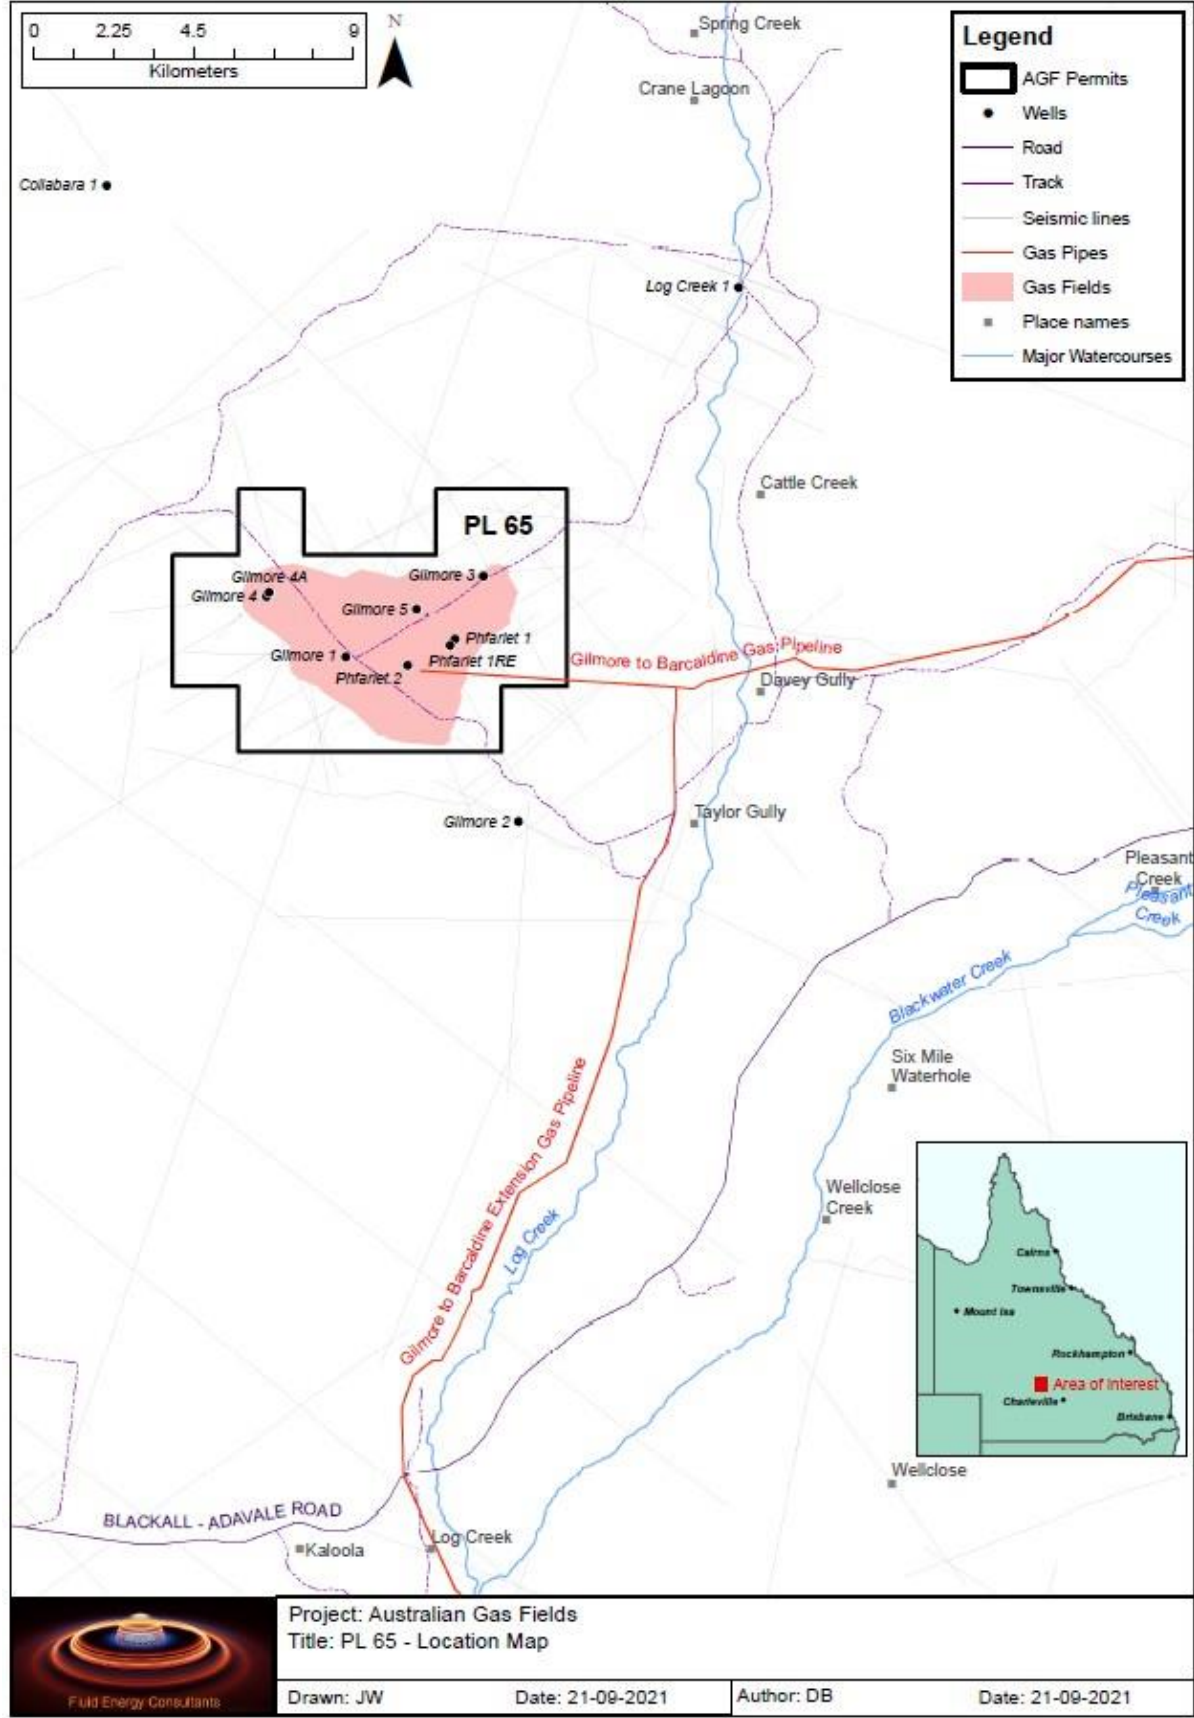 0 2.25 4.5 9
Kilometers
N
Spring Creek
Crane Lagoon
Legend
AGF Permits
Wells
Road
Track
Seismic lines
Gas Pipes
Gas Fields
Place names
Major Watercourses
Collabara 1
Log Creek 1
Cattle Creek
PL 65
Gilmore 4A
Gilmore 4
Gilmore 3
Gilmore 5
Phfarlet 1
Gilmore 1
Phfarlet 1RE
Phfarlet 2
Gilmore to Barcaldine Gas Pipeline
Davey Gully
Gilmore 2
Taylor Gully
Pleasant
Creek
Pleasant
Creek
Blackwater Creek
Six Mile
Waterhole
Gilmore to Barcaldine Extension Gas Pipeline
Log Creek
Wellclose
Creek
Cairns
Townsville
Mount Isa
Rockhampton
Area of Interest
Charleville
Brisbane
Wellclose
BLACKALL - ADAVALE ROAD
Kaloola
Log Creek
Fluid Energy Consultants
Project: Australian Gas Fields
Title: PL 65 - Location Map
Drawn: JW Date: 21-09-2021 Author: DB Date: 21-09-2021